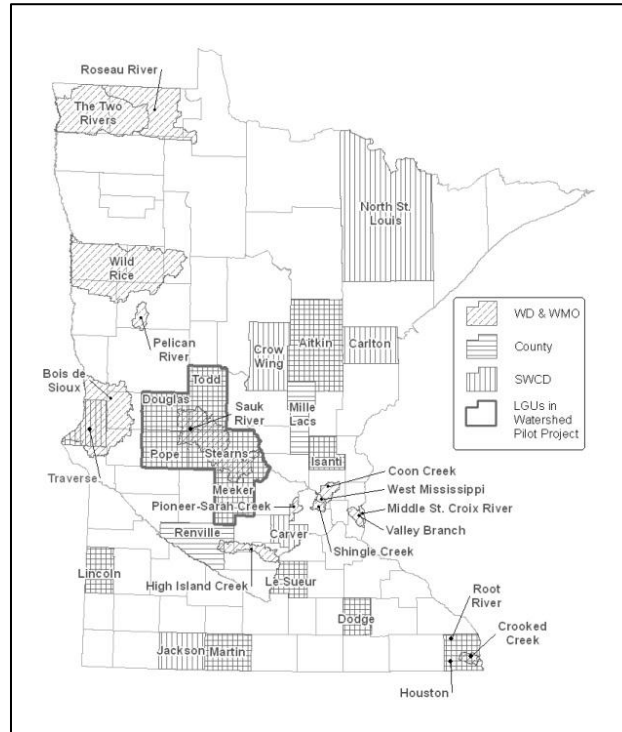 Roseau River
The Two
Rivers
North St.
Louis
Wild
Rice
Pelican
River
Bois de
Sioux
Crow
Wing
Aitkin
Carlton
WD & WMO
County
SWCD
LGUs in
Watershed
Pilot Project
Todd
Douglas
Sauk
River
Mille
Lacs
Pope
Stearns
Isanti
Traverse
Meeker
Coon Creek
West Mississippi
Middle St. Croix River
Valley Branch
Pioneer-Sarah Creek
Shingle Creek
Renville
Carver
Lincoln
High Island Creek
Le Sueur
Dodge
Root
River
Crooked
Creek
Jackson
Martin
Houston